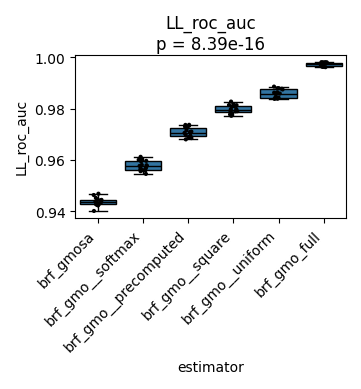 LL_roc_auc
p = 8.39e-16
LL_roc_auc
1.00
0.98
0.96
0.94
brf_gmosa
brf_gmo__softmax
brf_gmo__precomputed
brf_gmo__square
brf_gmo__uniform
brf_gmo_full
estimator